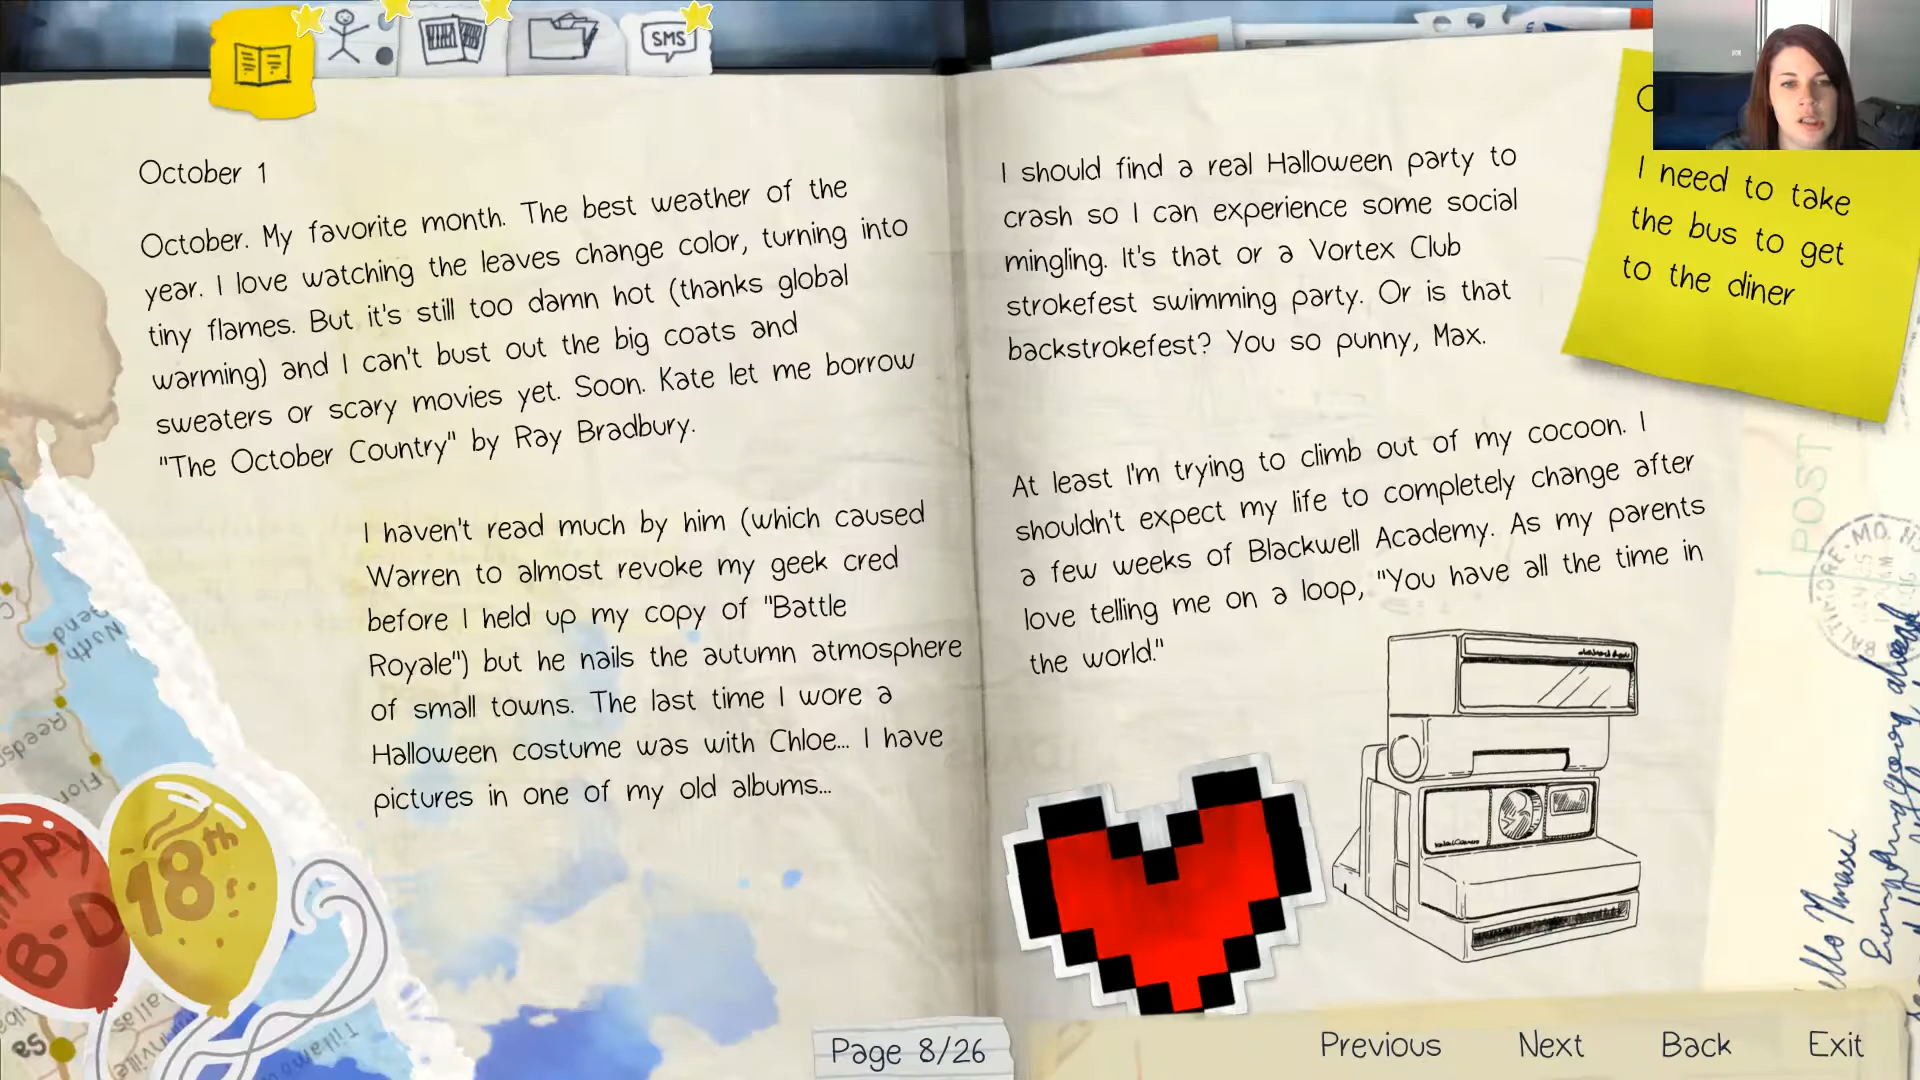 SMS
October 1
October. My favorite month. The best weather of the
year. I love watching the leaves change color, turning into
tiny flames. But it's still too damn hot (thanks global
warming) and I can't bust out the big coats and
sweaters or scary movies yet. Soon. Kate let me borrow
"The October Country" by Ray Bradbury.
I haven't read much by him (which caused
Warren to almost revoke my geek cred
before I held up my copy of "Battle
Royale") but he nails the autumn atmosphere
of small towns. The last time I wore a
Halloween costume was with Chloe... I have
pictures in one of my old albums...
North
Bend
18th
B-D
I should find a real Halloween party to
crash so I can experience some social
mingling. It's that or a Vortex Club
strokefest swimming party. Or is that
backstrokefest? You so punny, Max.
At least I'm trying to climb out of my cocoon. I
shouldn't expect my life to completely change after
a few weeks of Blackwell Academy. As my parents
love telling me on a loop, "You have all the time in
the world."
I need to take
the bus to get
to the diner
POST
Page 8/26
Previous
Next
Back
Exit